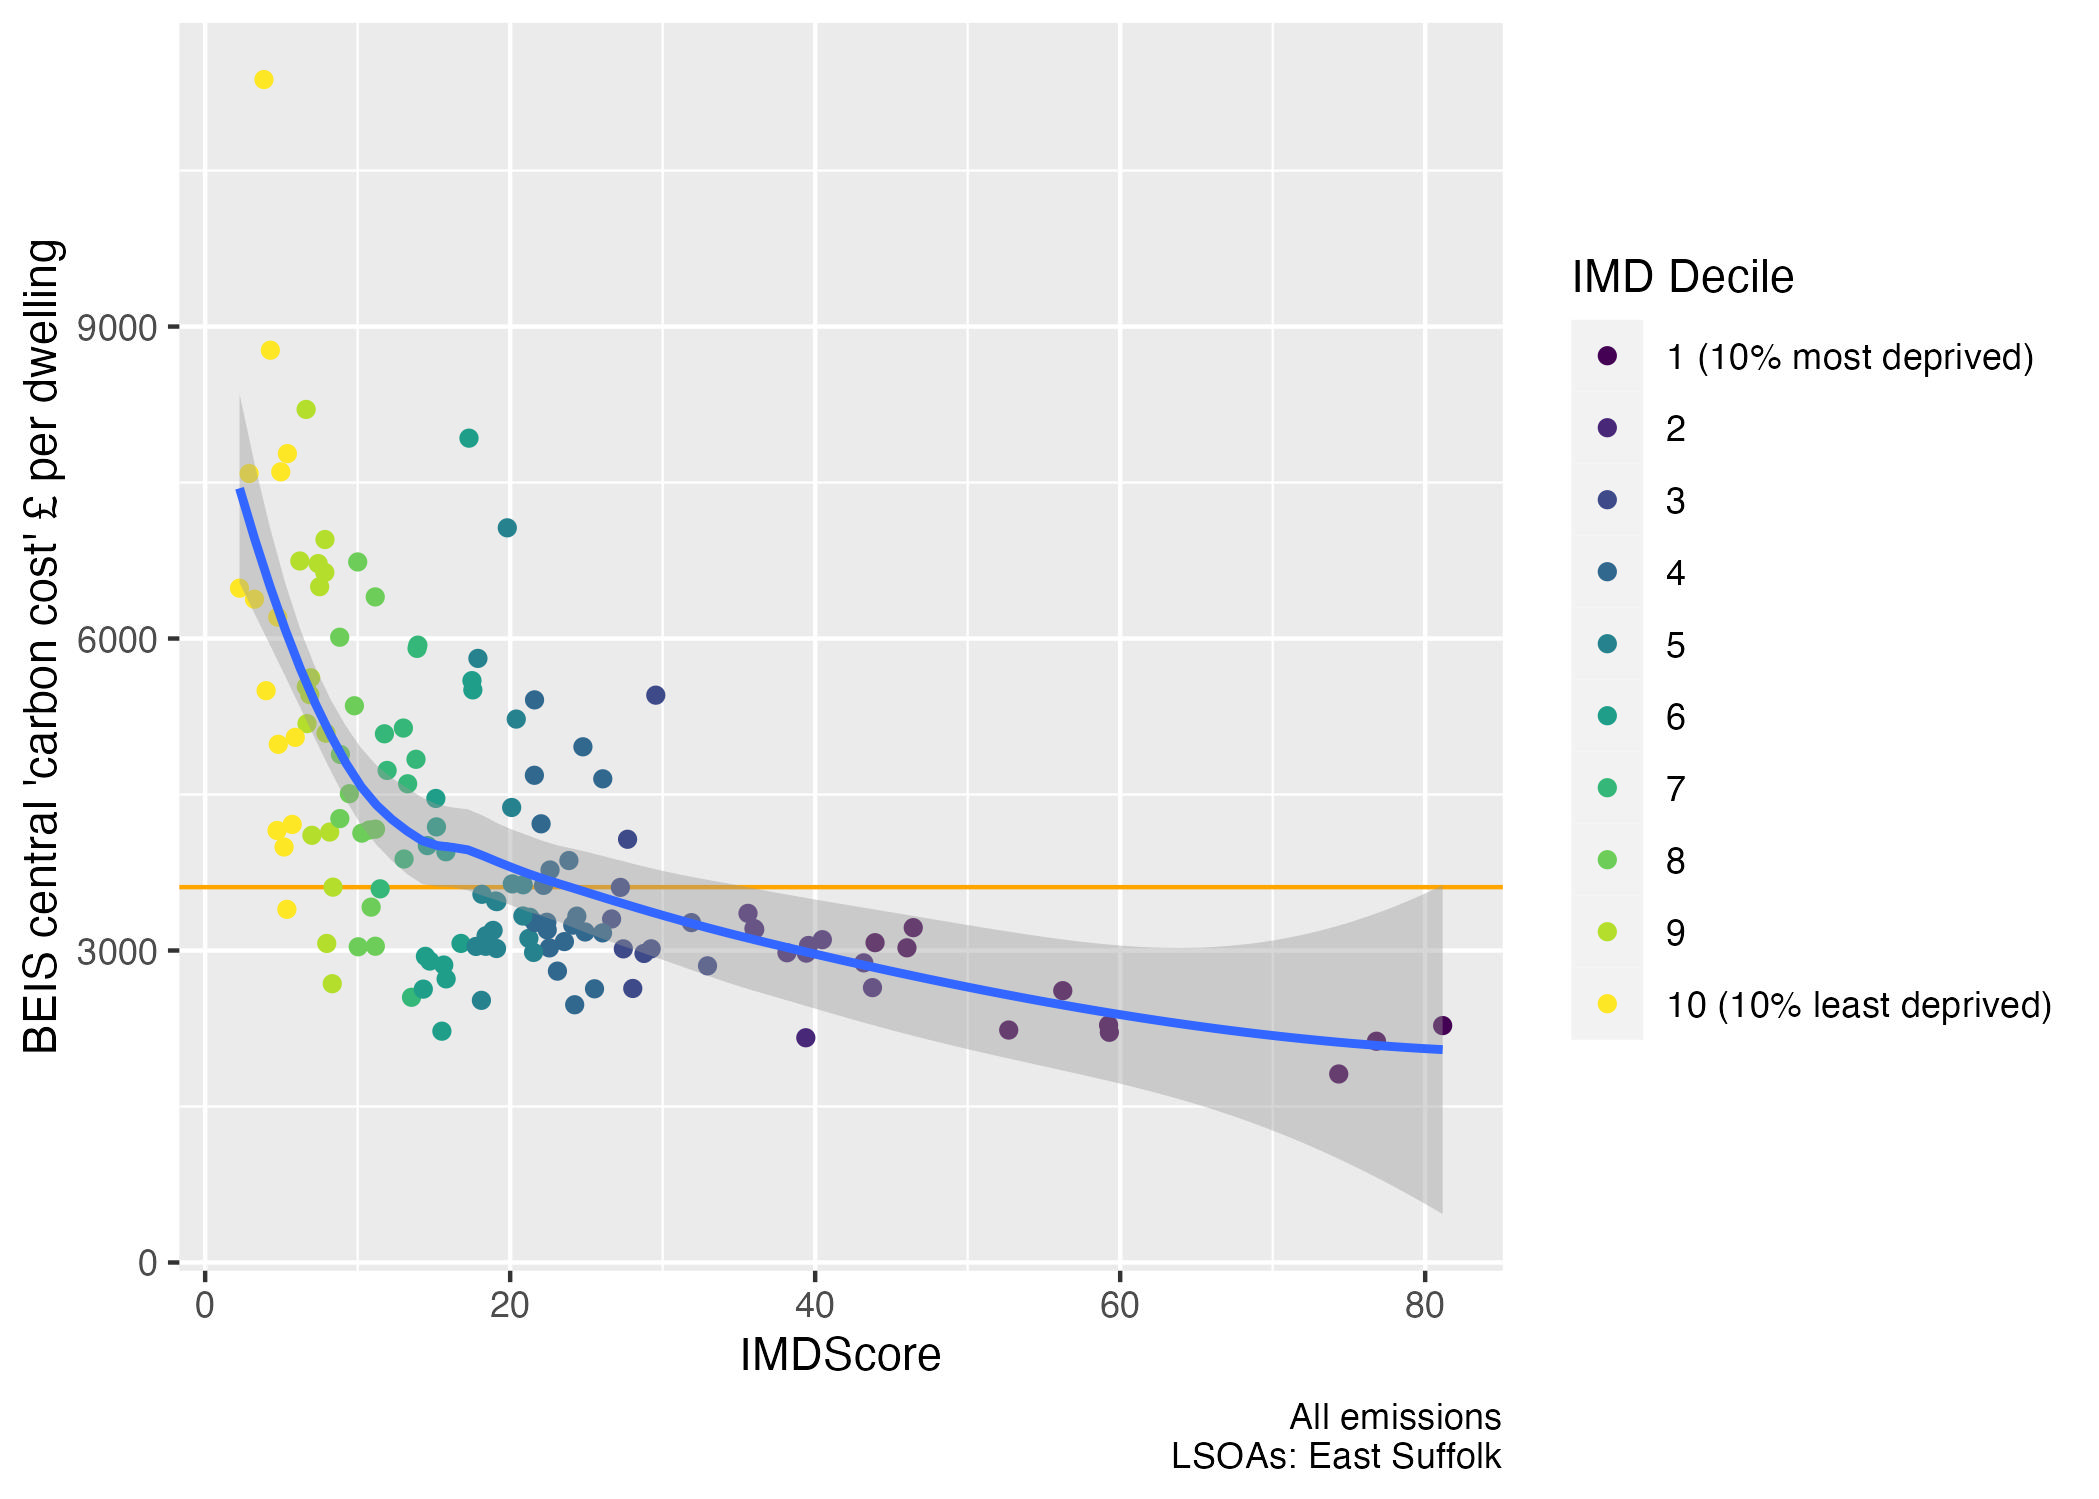 BEIS central 'carbon cost' £ per dwelling
9000
6000
3000
0
0 20 40 60 80
IMDScore
IMD Decile
1 (10% most deprived)
2
3
4
5
6
7
8
9
10 (10% least deprived)
All emissions
LSOAs: East Suffolk